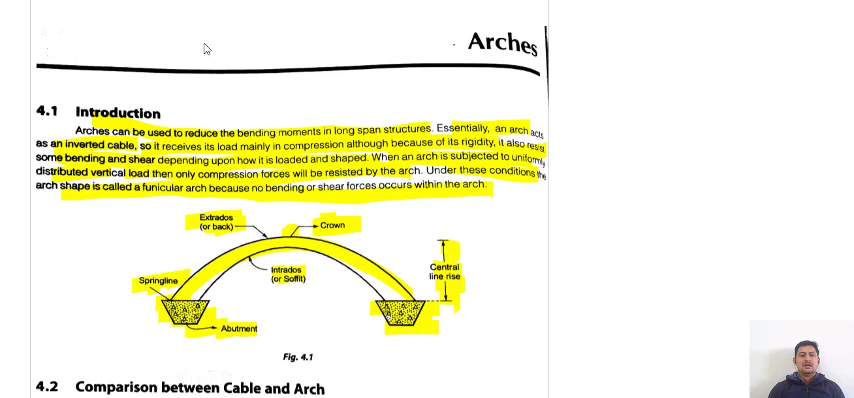 Arches
4.1 Introduction
Arches can be used to reduce the bending moments in long span structures. Essentially, an arch acts
as an inverted cable, so it receives its load mainly in compression although because of its rigidity, it also resist
some bending and shear depending upon how it is loaded and shaped. When an arch is subjected to uniformly
distributed vertical load then only compression forces will be resisted by the arch. Under these conditions the
arch shape is called a funicular arch because no bending or shear forces occurs within the arch.
Extrados
(or back)
Crown
Intrados
(or Soffit)
Springline
Central
line rise
Abutment
Fig. 4.1
4.2 Comparison between Cable and Arch